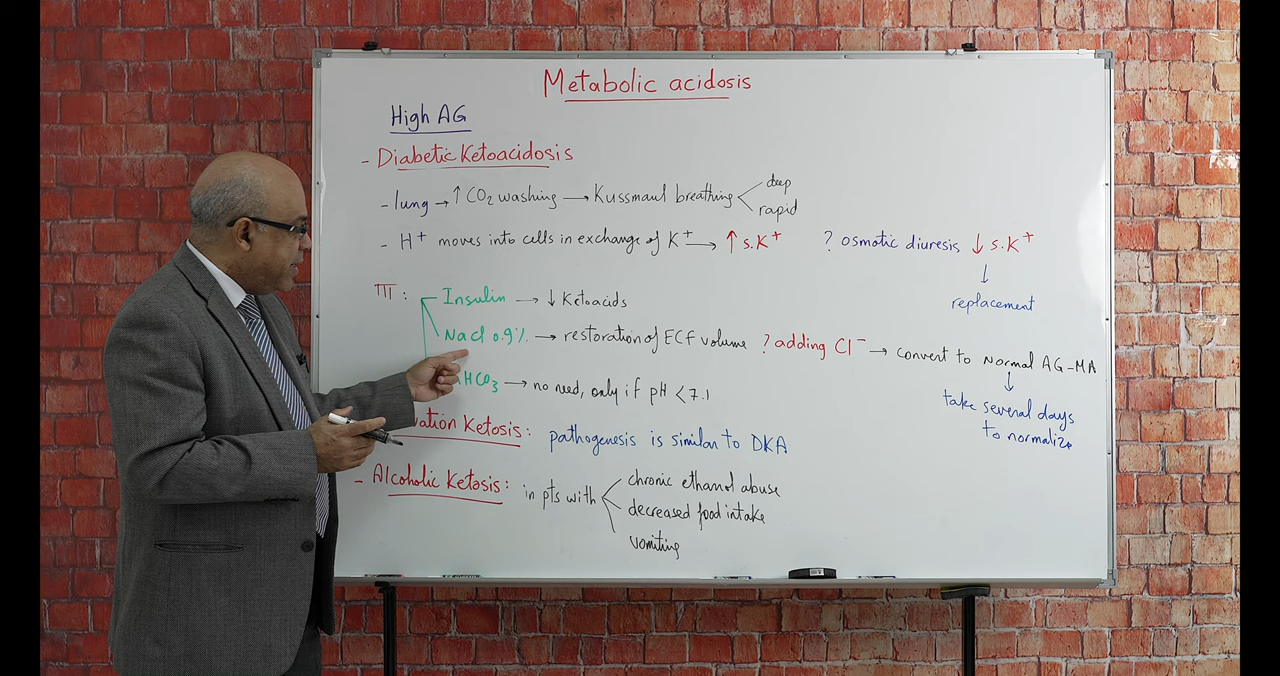 Metabolic acidosis
High AG
- Diabetic Ketoacidosis
- lung → ↑ CO2 washing → Kussmaul breathing < deep
rapid
- H+ moves into cells in exchange of K+ → ↑ s.K+ ? osmotic diuresis ↓ s.K+
↓
replacement
TTT : Insulin → ↓ Ketoacids
NaCl 0.9% → restoration of ECF volume ? adding Cl- → convert to Normal AG-MA
↓
HCO3 → no need, only if pH < 7.1
take several days
to normalize
Ketosis : pathogenesis is similar to DKA
- Alcoholic Ketosis : in pts with < chronic ethanol abuse
decreased food intake
vomiting